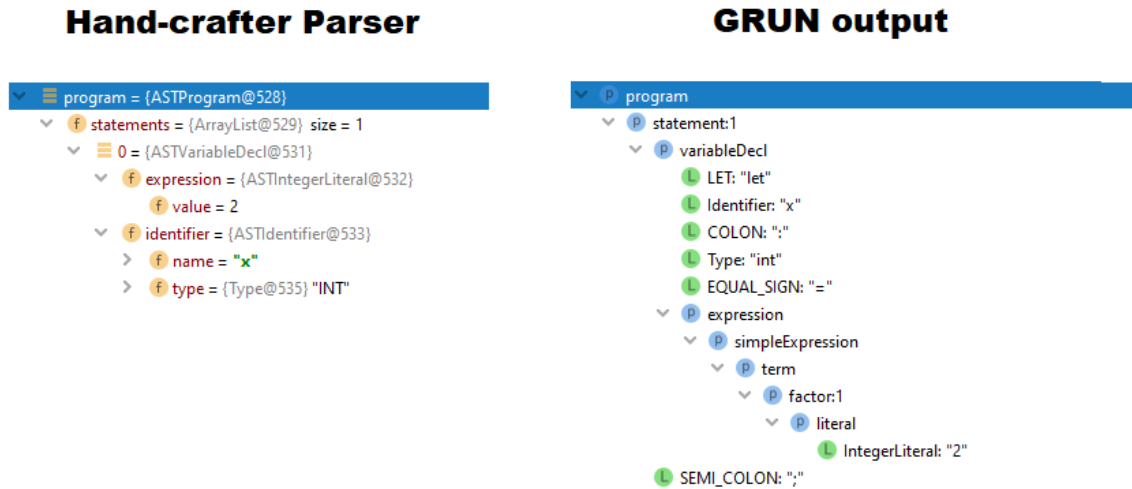 Hand-crafter Parser
program = {ASTProgram@528}
statements = {ArrayList@529} size = 1
0 = {ASTVariableDecl@531}
expression = {ASTIntegerLiteral@532}
value = 2
identifier = {ASTIdentifier@533}
name = "x"
type = {Type@535} "INT"
GRUN output
program
statement:1
variableDecl
LET: "let"
Identifier: "x"
COLON: ":"
Type: "int"
EQUAL_SIGN: "="
expression
simpleExpression
term
factor:1
literal
IntegerLiteral: "2"
SEMI_COLON: ";"